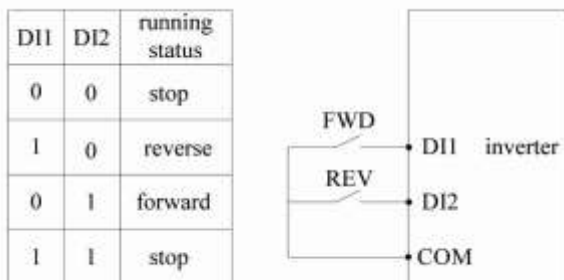 DI1 DI2 running status
0 0 stop
1 0 reverse
0 1 forward
1 1 stop
FWD
DI1 inverter
REV
DI2
COM